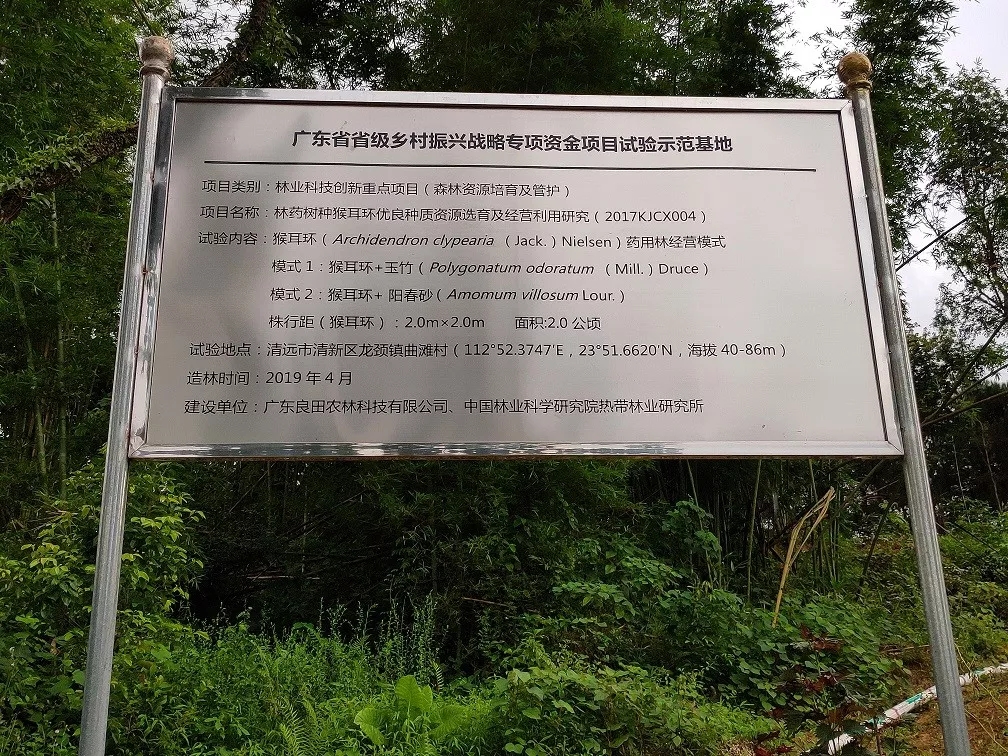 广东省省级乡村振兴战略专项资金项目试验示范基地
项目类别：林业科技创新重点项目（森林资源培育及管护）
项目名称：林药树种猴耳环优良种质资源选育及经营利用研究（2017KJCX004）
试验内容：猴耳环（Archidendron clypearia （Jack.）Nielsen）药用林经营模式
模式 1：猴耳环+玉竹（Polygonatum odoratum （Mill.）Druce）
模式 2：猴耳环+ 阳春砂（Amomum villosum Lour.）
株行距（猴耳环）：2.0m×2.0m 面积:2.0 公顷
试验地点：清远市清新区龙颈镇曲滩村（112°52.3747′E，23°51.6620′N，海拔 40-86m）
造林时间：2019 年 4 月
建设单位：广东良田农林科技有限公司、中国林业科学研究院热带林业研究所